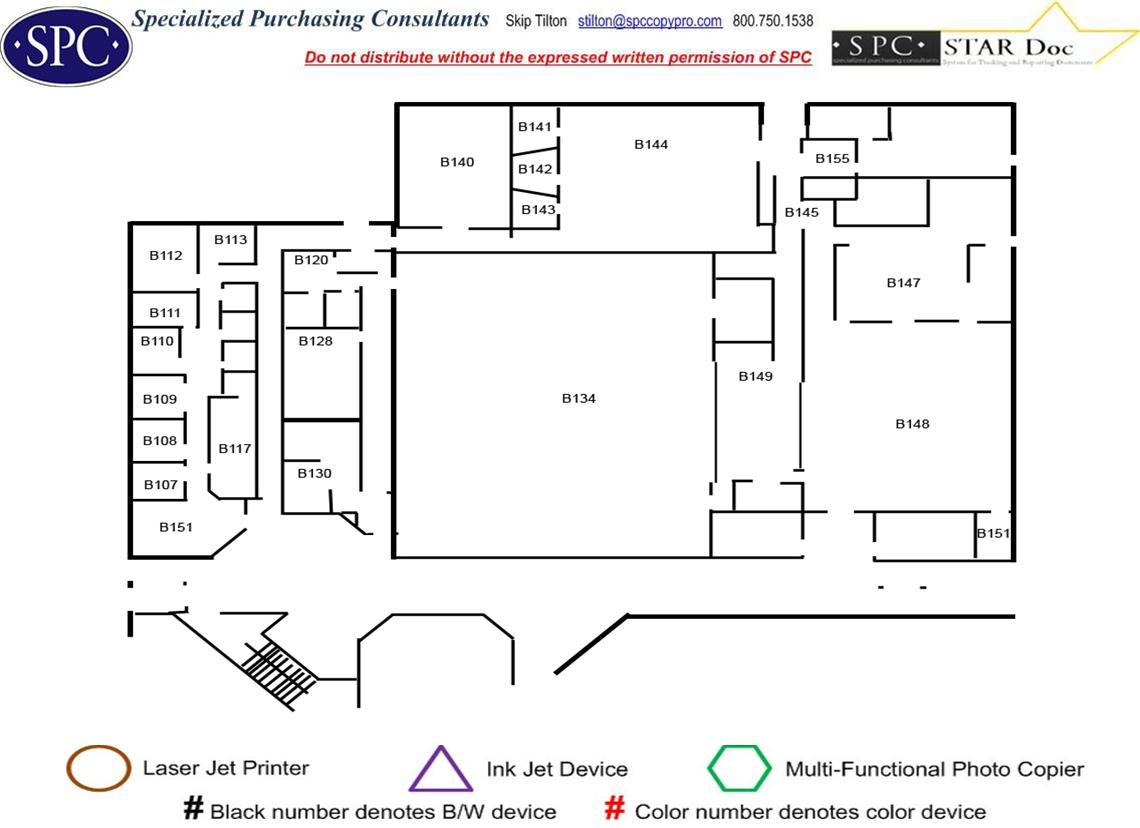 Specialized Purchasing Consultants Skip Tilton stilton@spccopypro.com 800.750.1538
·SPC·
Do not distribute without the expressed written permission of SPC
·SPC· STAR Doc
specialized purchasing consultants System for Tracking and Reporting Documents
B141
B144
B140
B155
B142
B143
B145
B113
B112
B120
B147
B111
B110
B128
B149
B109
B134
B148
B108
B117
B130
B107
B151
B151
Laser Jet Printer
Ink Jet Device
Multi-Functional Photo Copier
# Black number denotes B/W device
# Color number denotes color device